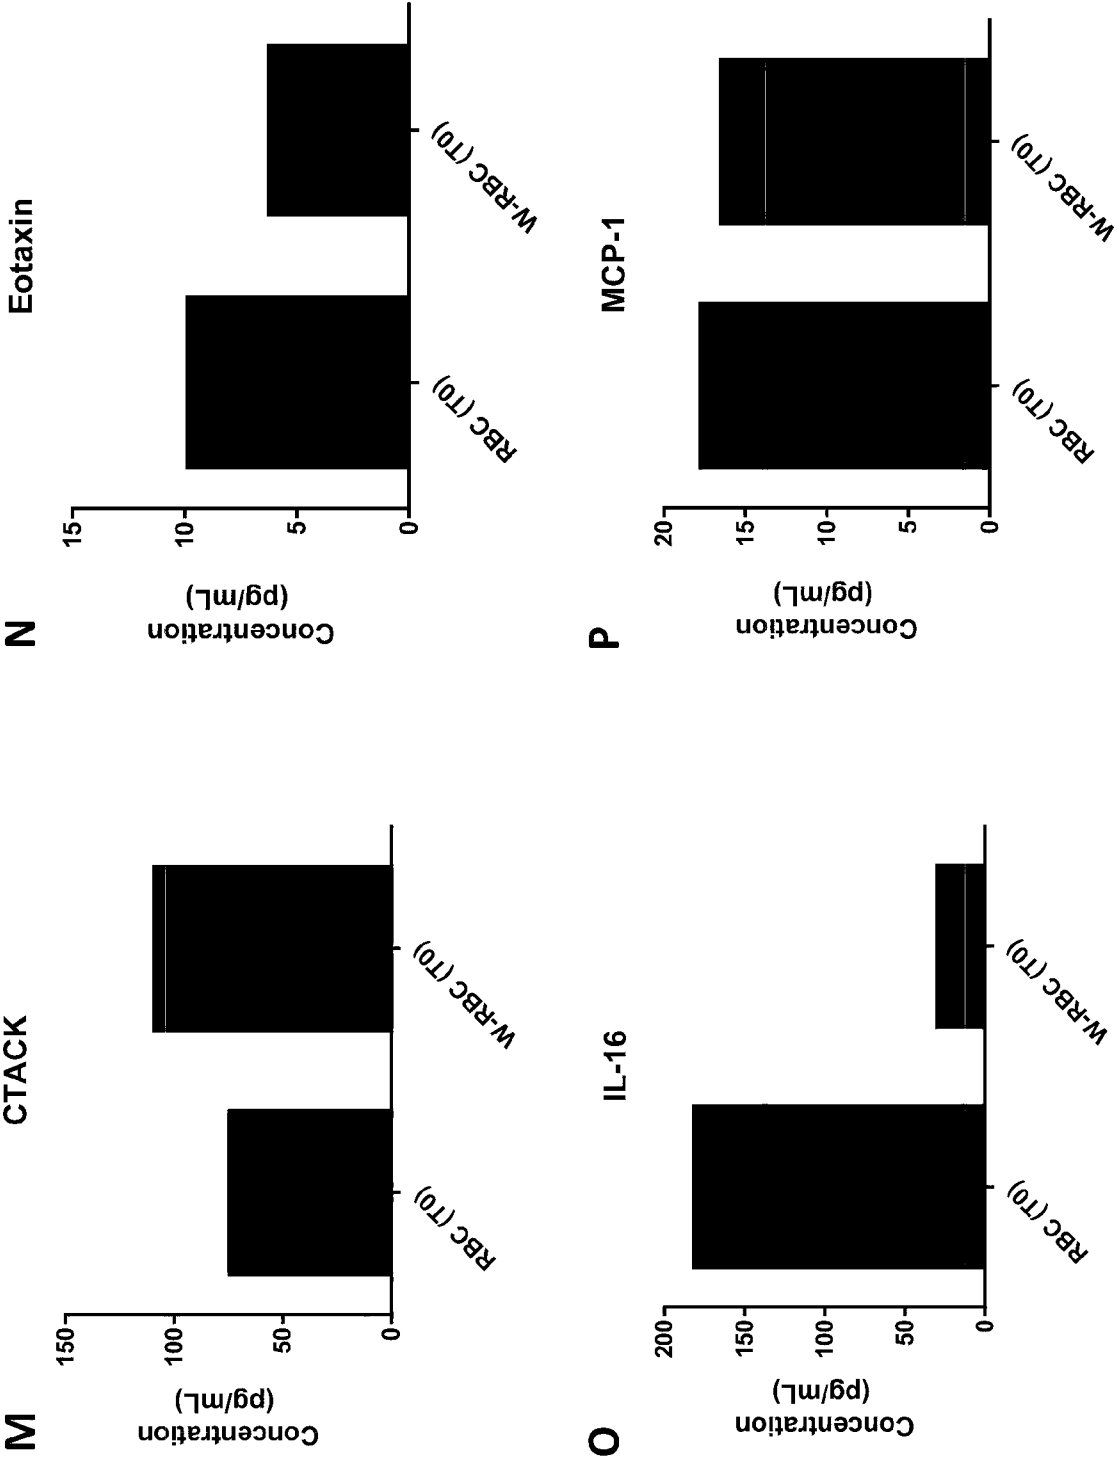 M
CTACK
Concentration
(pg/mL)
150
100
50
0
RBC (T0)
W-RBC (T0)
N
Eotaxin
Concentration
(pg/mL)
15
10
5
0
RBC (T0)
W-RBC (T0)
O
IL-16
Concentration
(pg/mL)
200
150
100
50
0
RBC (T0)
W-RBC (T0)
P
MCP-1
Concentration
(pg/mL)
20
15
10
5
0
RBC (T0)
W-RBC (T0)